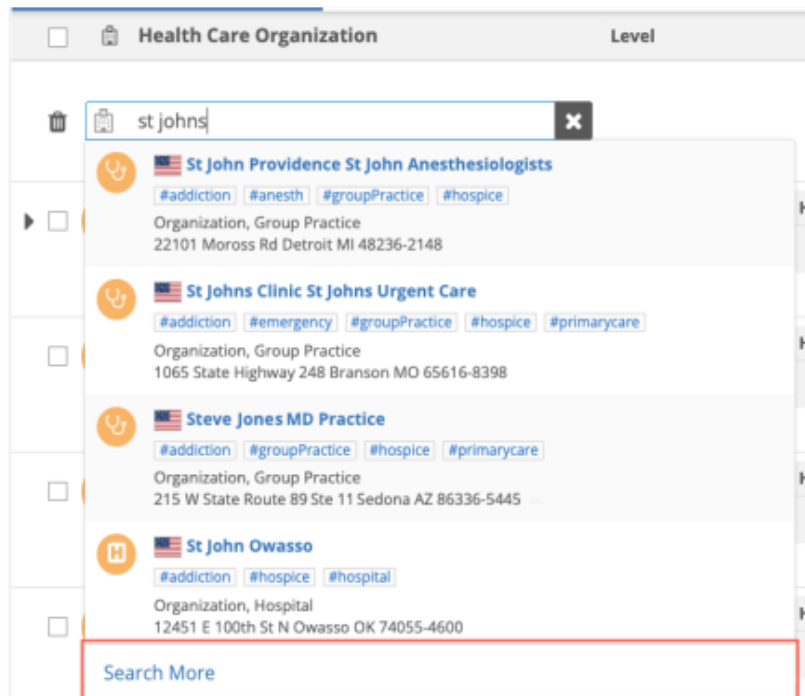 Health Care Organization Level
st johns
St John Providence St John Anesthesiologists
#addiction #anesth #groupPractice #hospice
Organization, Group Practice
22101 Moross Rd Detroit MI 48236-2148
St Johns Clinic St Johns Urgent Care
#addiction #emergency #groupPractice #hospice #primarycare
Organization, Group Practice
1065 State Highway 248 Branson MO 65616-8398
Steve Jones MD Practice
#addiction #groupPractice #hospice #primarycare
Organization, Group Practice
215 W State Route 89 Ste 11 Sedona AZ 86336-5445
St John Owasso
#addiction #hospice #hospital
Organization, Hospital
12451 E 100th St N Owasso OK 74055-4600
Search More